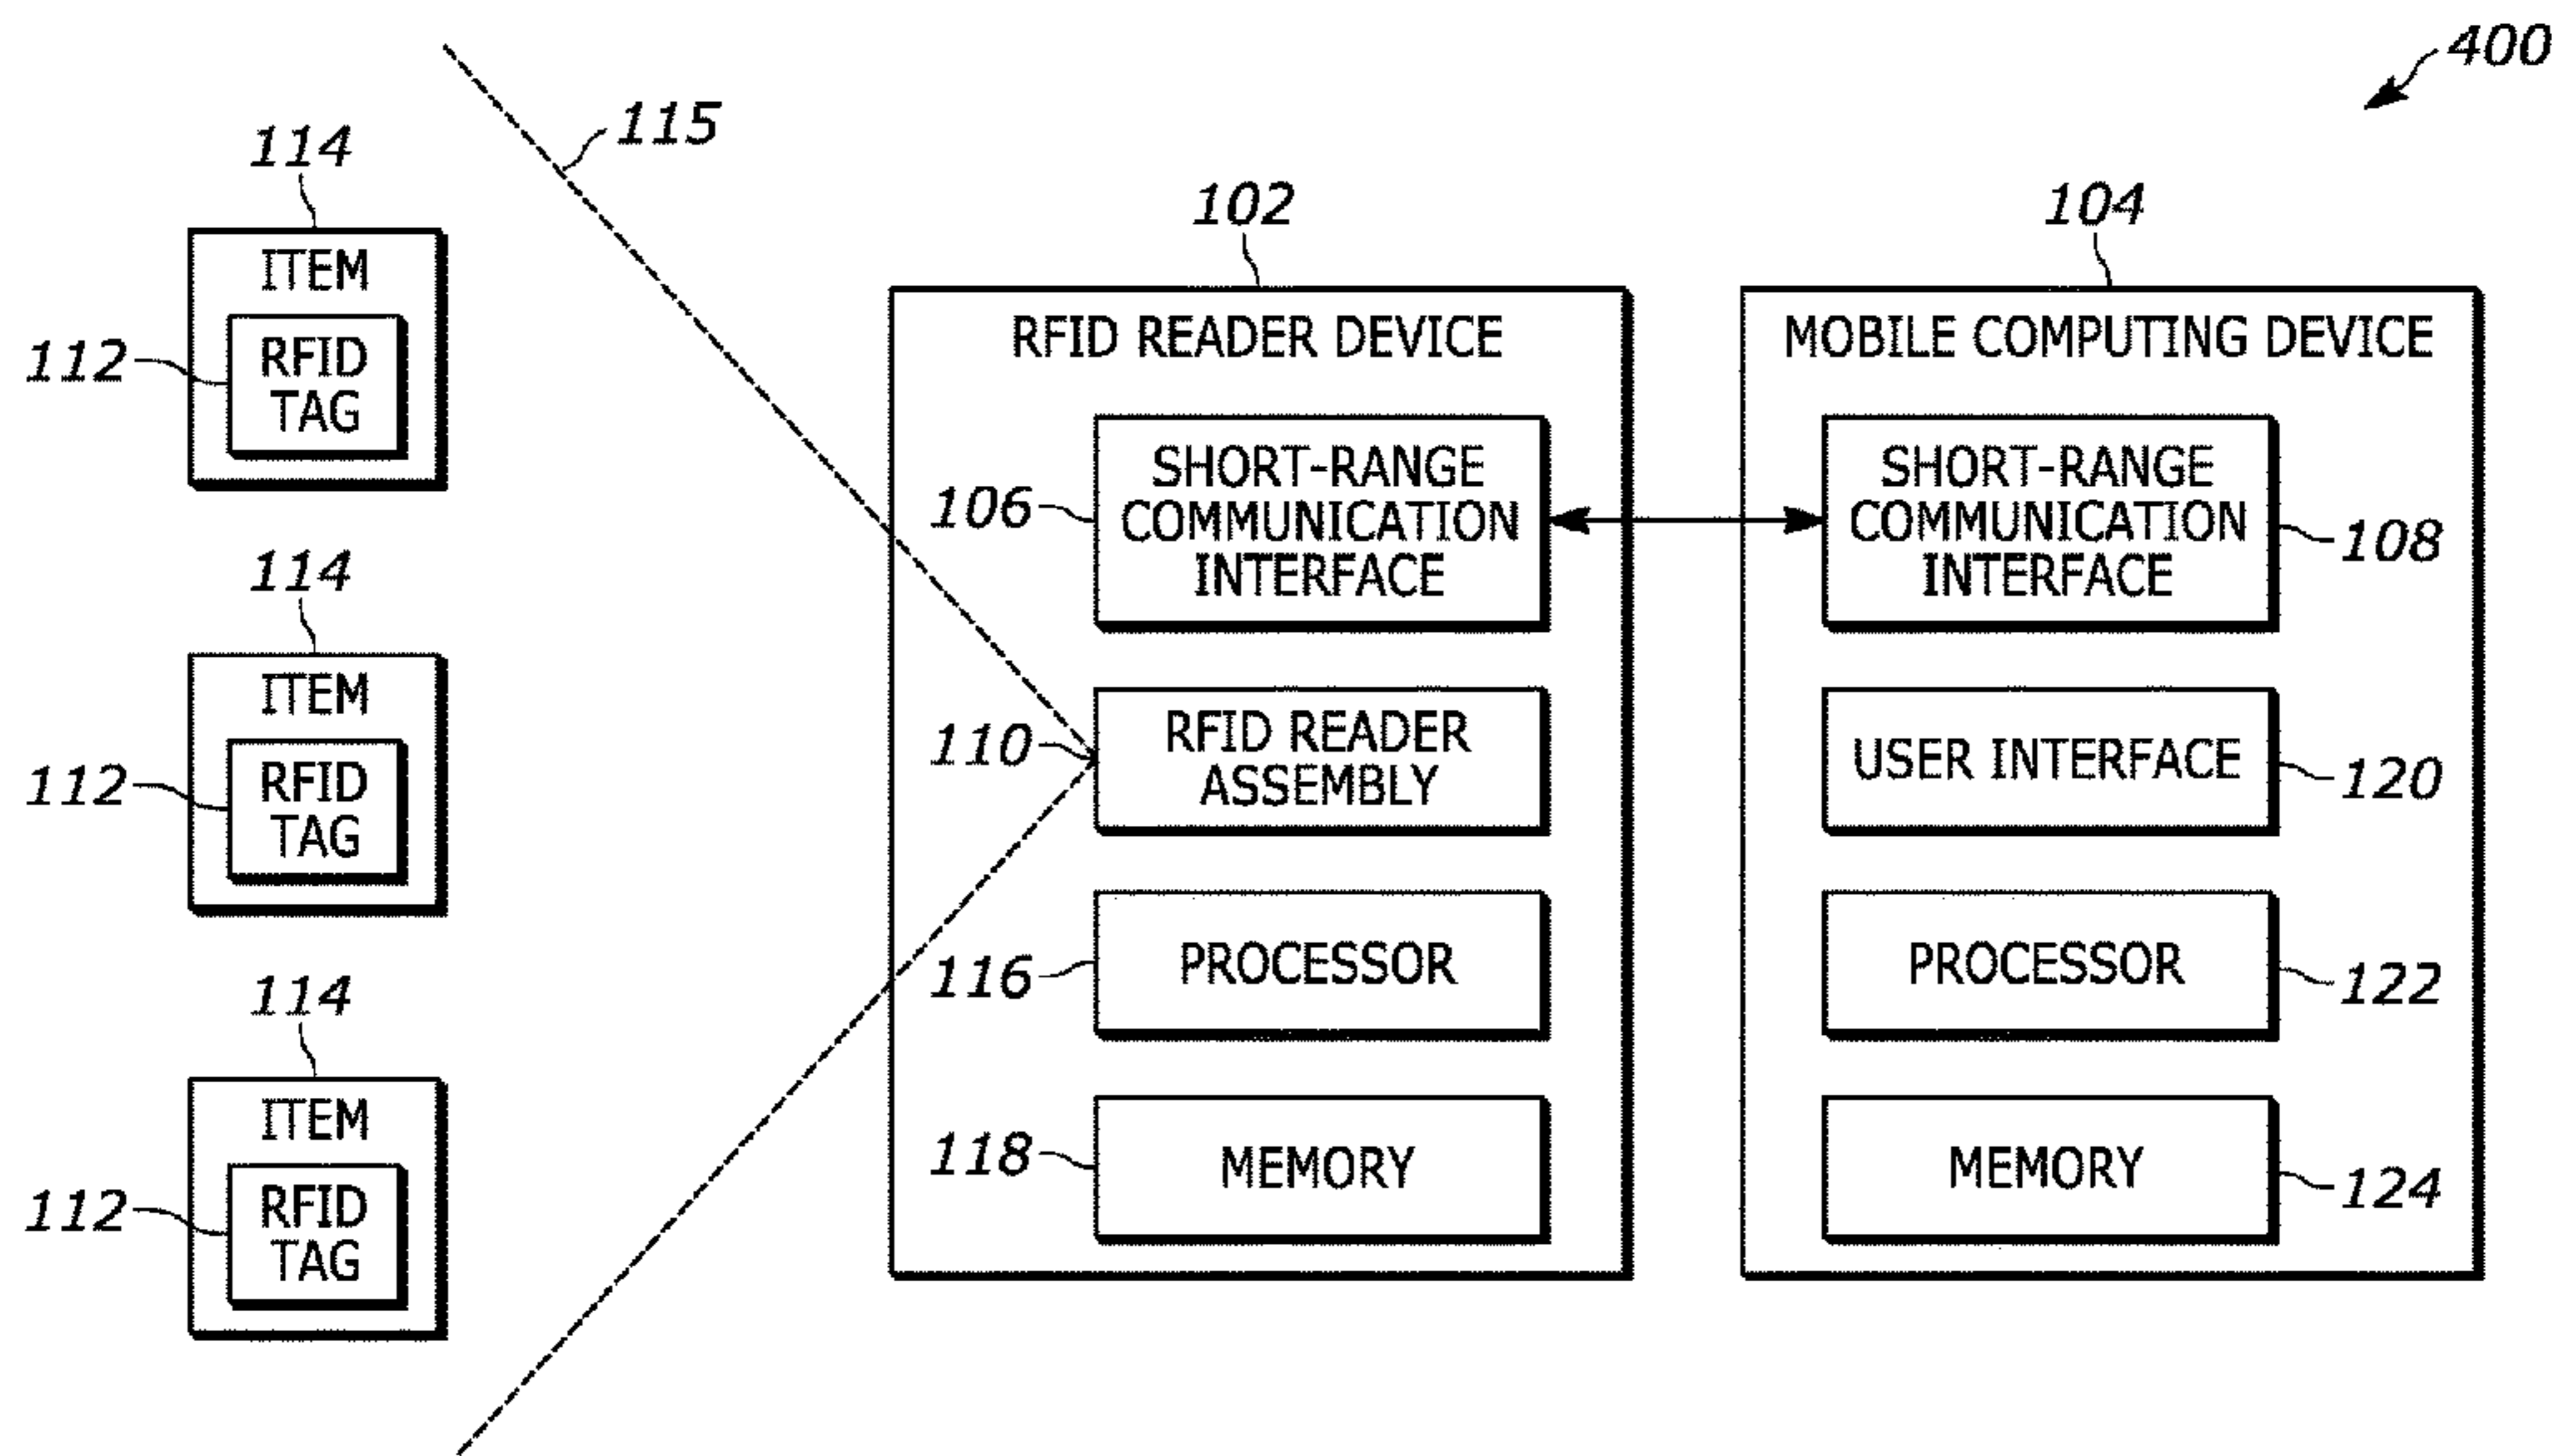 400
115
114
ITEM
112
RFID
TAG
114
ITEM
112
RFID
TAG
114
ITEM
112
RFID
TAG
102
RFID READER DEVICE
106
SHORT-RANGE
COMMUNICATION
INTERFACE
110
RFID READER
ASSEMBLY
116
PROCESSOR
118
MEMORY
104
MOBILE COMPUTING DEVICE
SHORT-RANGE
COMMUNICATION
INTERFACE
108
USER INTERFACE
120
PROCESSOR
122
MEMORY
124